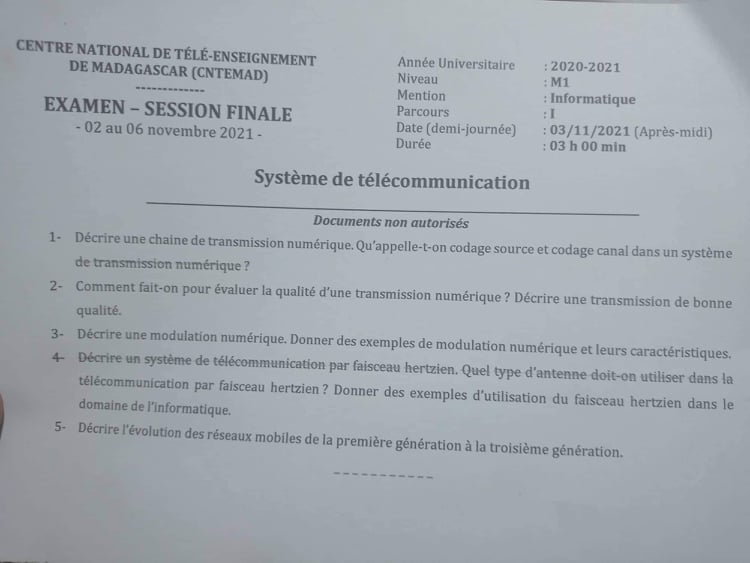 CENTRE NATIONAL DE TÉLÉ-ENSEIGNEMENT
DE MADAGASCAR (CNTEMAD)
-------------
EXAMEN – SESSION FINALE
- 02 au 06 novembre 2021 -
Année Universitaire : 2020-2021
Niveau : M1
Mention : Informatique
Parcours : I
Date (demi-journée) : 03/11/2021 (Après-midi)
Durée : 03 h 00 min
Système de télécommunication
Documents non autorisés
1- Décrire une chaine de transmission numérique. Qu'appelle-t-on codage source et codage canal dans un système
de transmission numérique ?
2- Comment fait-on pour évaluer la qualité d'une transmission numérique ? Décrire une transmission de bonne
qualité.
3- Décrire une modulation numérique. Donner des exemples de modulation numérique et leurs caractéristiques.
4- Décrire un système de télécommunication par faisceau hertzien. Quel type d'antenne doit-on utiliser dans la
télécommunication par faisceau hertzien ? Donner des exemples d'utilisation du faisceau hertzien dans le
domaine de l'informatique.
5- Décrire l'évolution des réseaux mobiles de la première génération à la troisième génération.
-----------